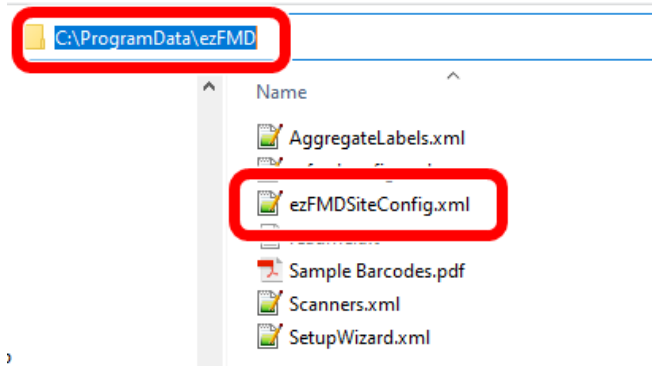 C:\ProgramData\ezFMD
Name
AggregateLabels.xml
ezFMDSiteConfig.xml
Sample Barcodes.pdf
Scanners.xml
SetupWizard.xml